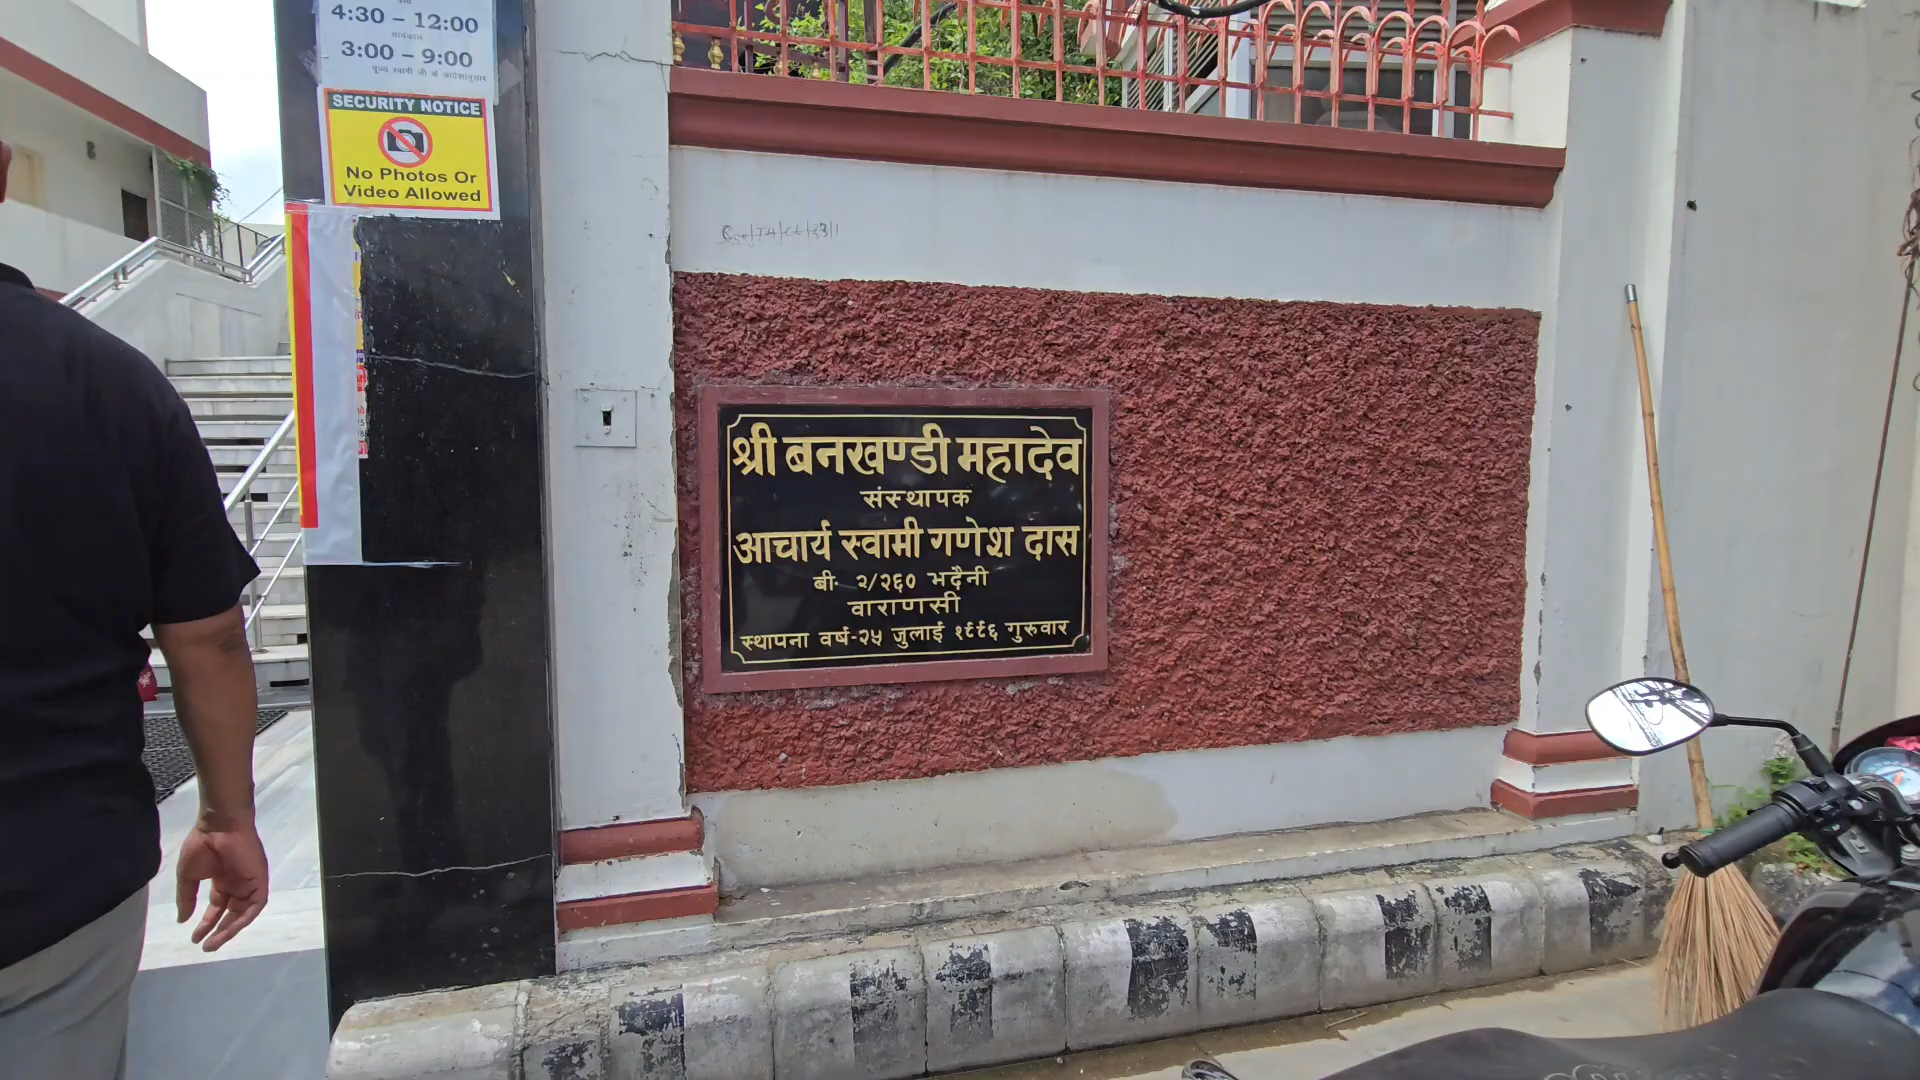 4:30 – 12:00
सायंकाल
3:00 – 9:00
पूज्य स्वामी जी के आदेशानुसार
SECURITY NOTICE
No Photos Or
Video Allowed
श्री बनखण्डी महादेव
संस्थापक
आचार्य स्वामी गणेश दास
बी॰ २/२६० भदैनी
वाराणसी
स्थापना वर्ष-२५ जुलाई १९९६ गुरुवार